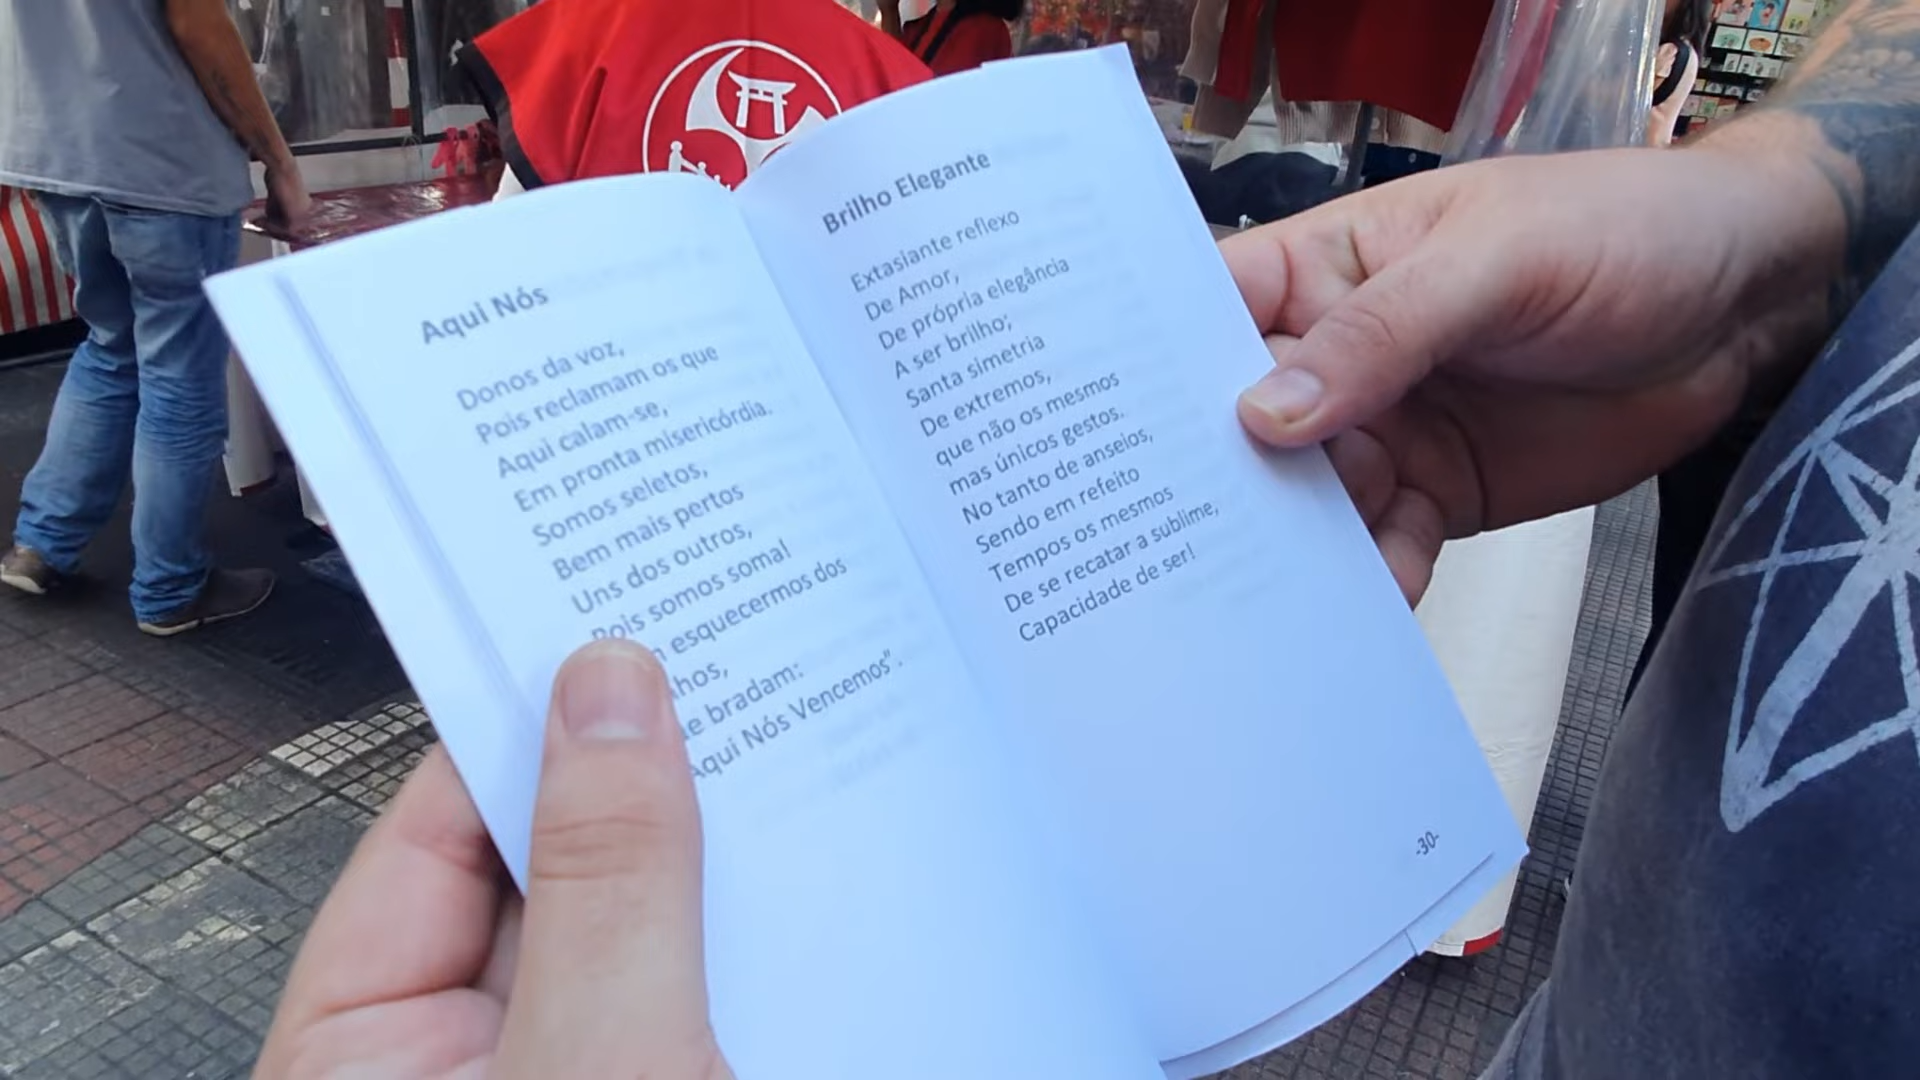 Aqui Nós
Donos da voz,
Pois reclamam os que
Aqui calam-se,
Em pronta misericórdia.
Somos seletos,
Bem mais pertos
Uns dos outros,
Pois somos soma!
esquecermos dos
bradam:
Aqui Nós Vencemos".
Brilho Elegante
Extasiante reflexo
De Amor,
De própria elegância
A ser brilho;
Santa simetria
De extremos,
que não os mesmos
mas únicos gestos.
No tanto de anseios,
Sendo em refeito
Tempos os mesmos
De se recatar a sublime,
Capacidade de ser!
-30-